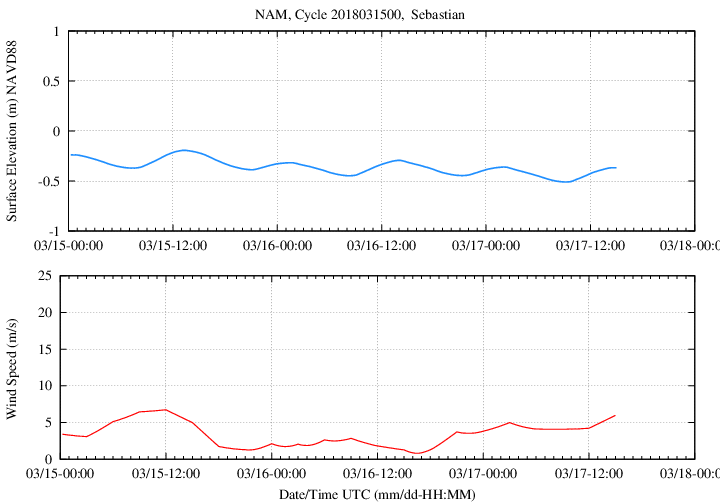 NAM, Cycle 2018031500, Sebastian
Surface Elevation (m) NAVD88
1
0.5
0
-0.5
-1
03/15-00:00 03/15-12:00 03/16-00:00 03/16-12:00 03/17-00:00 03/17-12:00 03/18-00:00
Wind Speed (m/s)
25
20
15
10
5
0
03/15-00:00 03/15-12:00 03/16-00:00 03/16-12:00 03/17-00:00 03/17-12:00 03/18-00:00
Date/Time UTC (mm/dd-HH:MM)